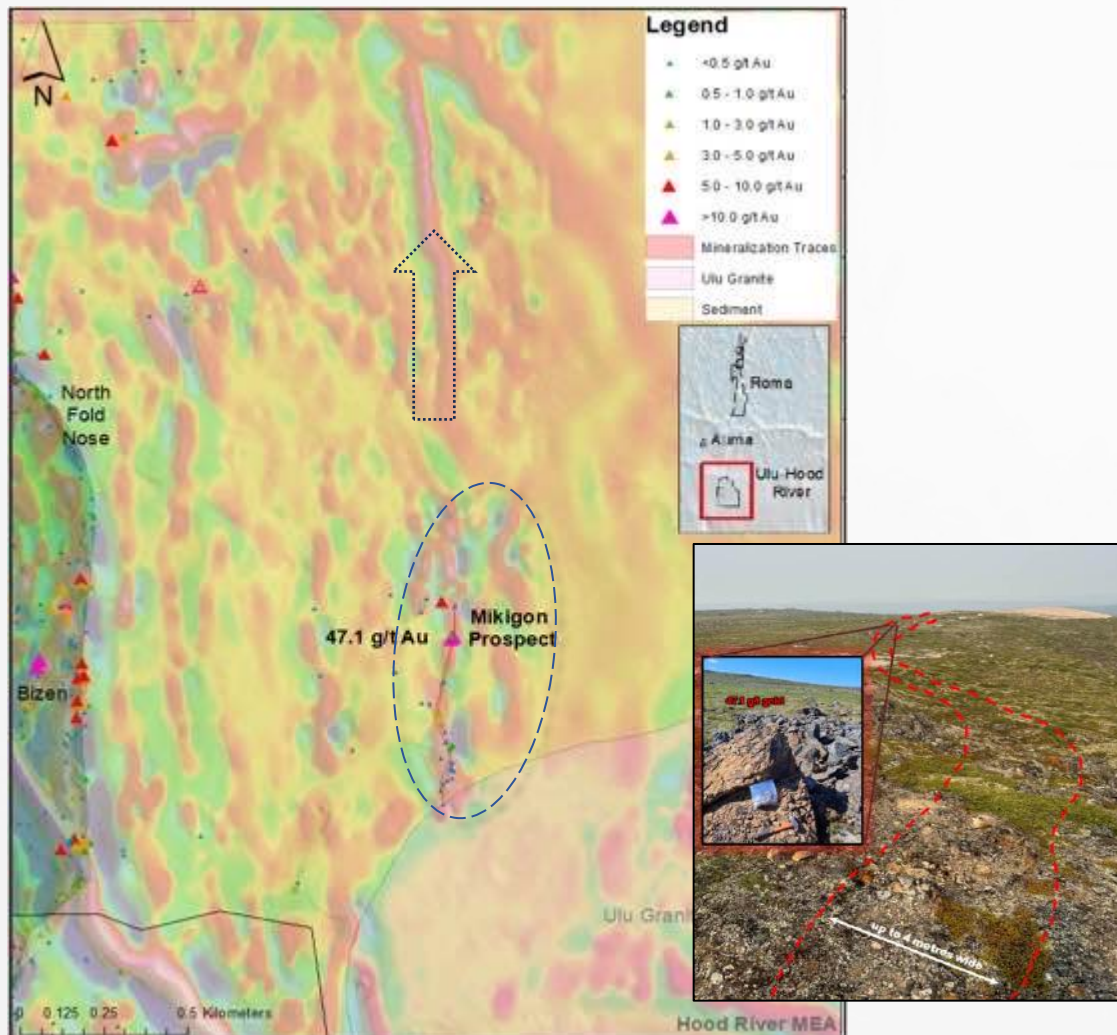 N
Legend
<0.5 g/t Au
0.5 - 1.0 g/t Au
1.0 - 3.0 g/t Au
3.0 - 5.0 g/t Au
5.0 - 10.0 g/t Au
>10.0 g/t Au
Mineralization Traces
Ulu Granite
Sediment
Roma
Ulu-Hood
River
North
Fold
Nose
47.1 g/t Au
Mikigon
Prospect
Bizen
47.1 g/t gold
up to 4 metres wide
0 0.125 0.25 0.5 Kilometers
Hood River MEA